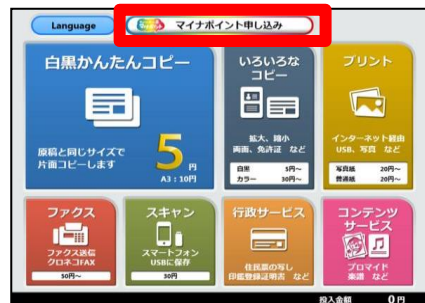 Language
マイナポイント申し込み
白黒かんたんコピー
原稿と同じサイズで
片面コピーします
5円
A3：10円
いろいろな
コピー
拡大、縮小
両面、免許証 など
白黒 5円～
カラー 30円～
プリント
インターネット経由
USB、写真 など
写真紙 20円～
普通紙 20円～
ファクス
ファクス送信
クロネコFAX
50円～
スキャン
スマートフォン
USBに保存
30円
行政サービス
住民票の写し
印鑑登録証明書 など
コンテンツ
サービス
ブロマイド
楽譜 など
投入金額 0円